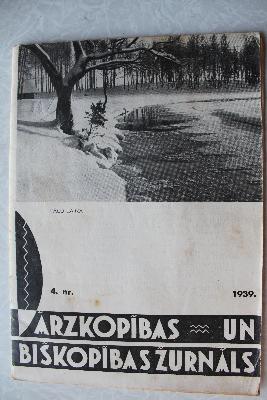 4. nr. 1939.
DĀRZKOPĪBAS UN
BIŠKOPĪBAS ŽURNĀLS